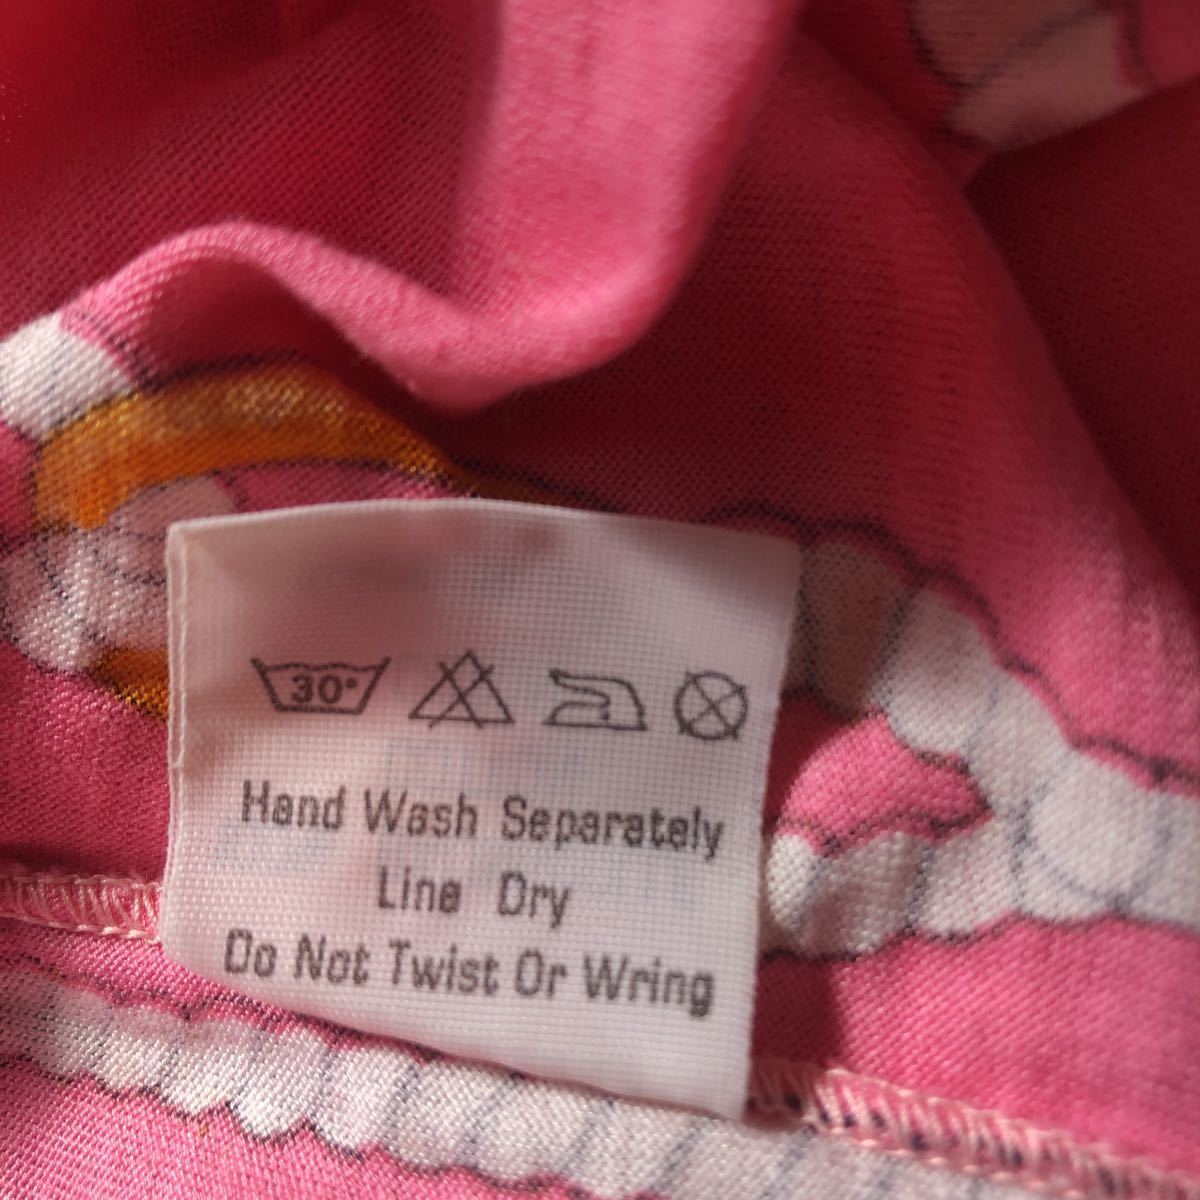 30°
Hand Wash Separately
Line Dry
Do Not Twist Or Wring